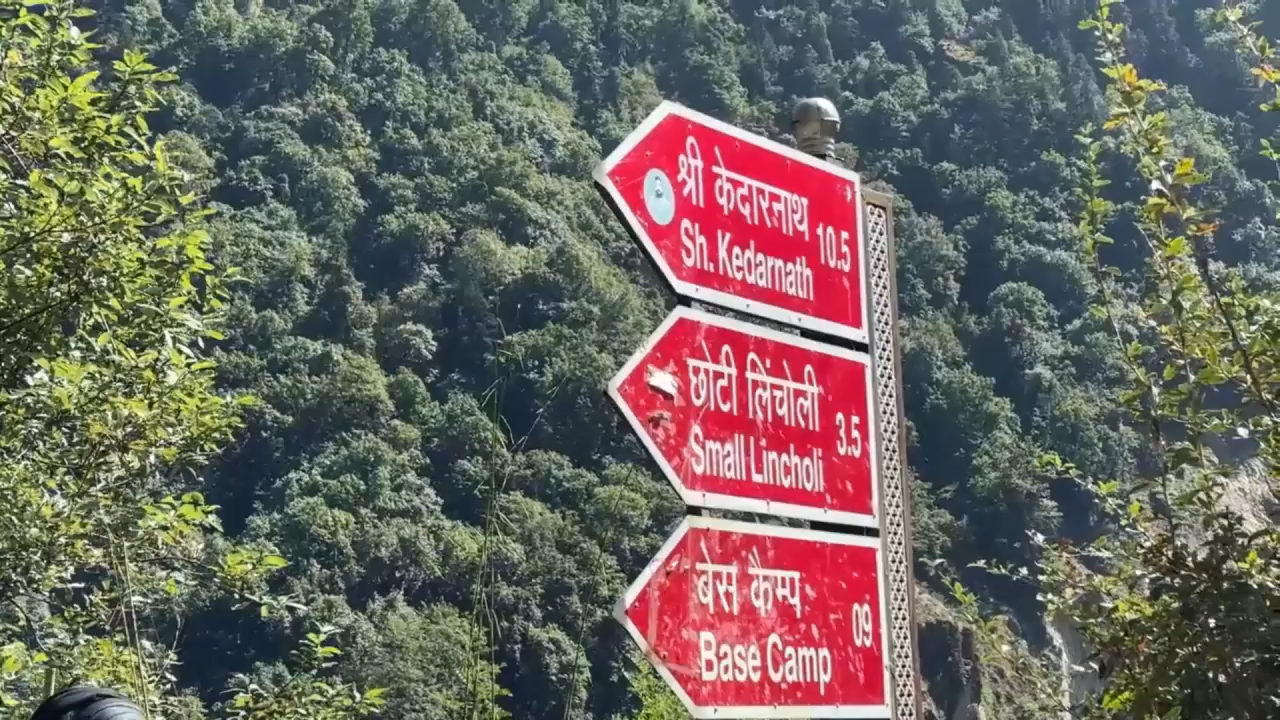 श्री केदारनाथ
Sh. Kedarnath 10.5
छोटी लिंचोली
Small Lincholi 3.5
बेस कैम्प
Base Camp 09